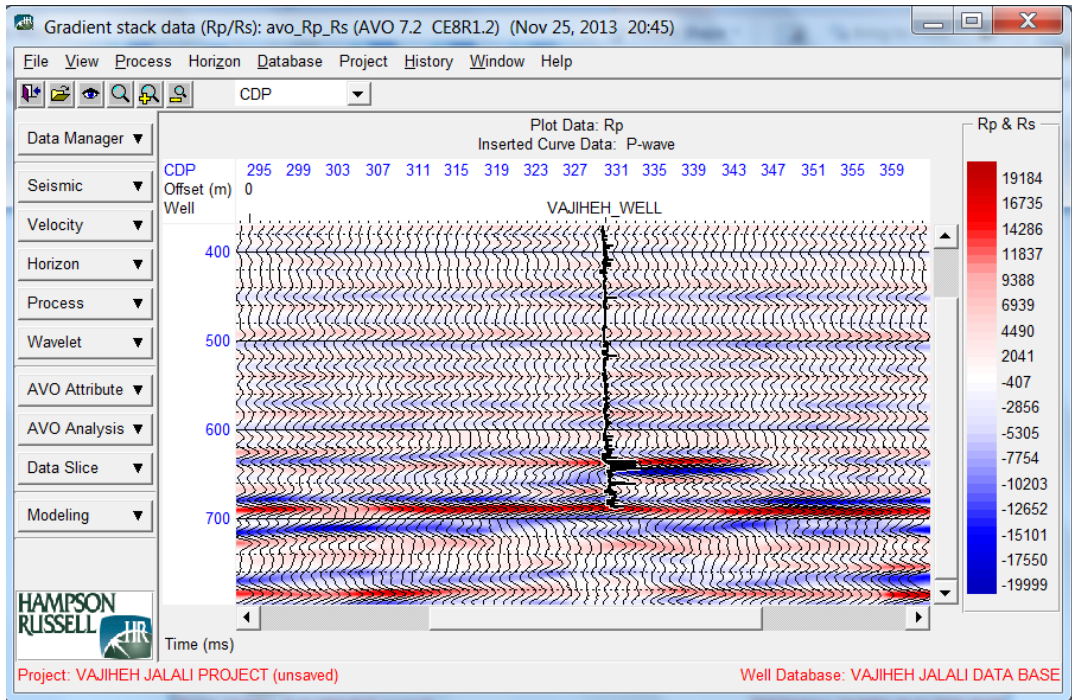 Gradient stack data (Rp/Rs): avo_Rp_Rs (AVO 7.2 CE8R1.2) (Nov 25, 2013 20:45)
File View Process Horizon Database Project History Window Help
CDP
Data Manager
Seismic
Velocity
Horizon
Process
Wavelet
AVO Attribute
AVO Analysis
Data Slice
Modeling
HAMPSON
RUSSELL
HR
Plot Data: Rp
Inserted Curve Data: P-wave
CDP 295 299 303 307 311 315 319 323 327 331 335 339 343 347 351 355 359
Offset (m) 0
Well VAJIHEH_WELL
400
500
600
700
Time (ms)
Rp & Rs
19184
16735
14286
11837
9388
6939
4490
2041
-407
-2856
-5305
-7754
-10203
-12652
-15101
-17550
-19999
Project: VAJIHEH JALALI PROJECT (unsaved)
Well Database: VAJIHEH JALALI DATA BASE